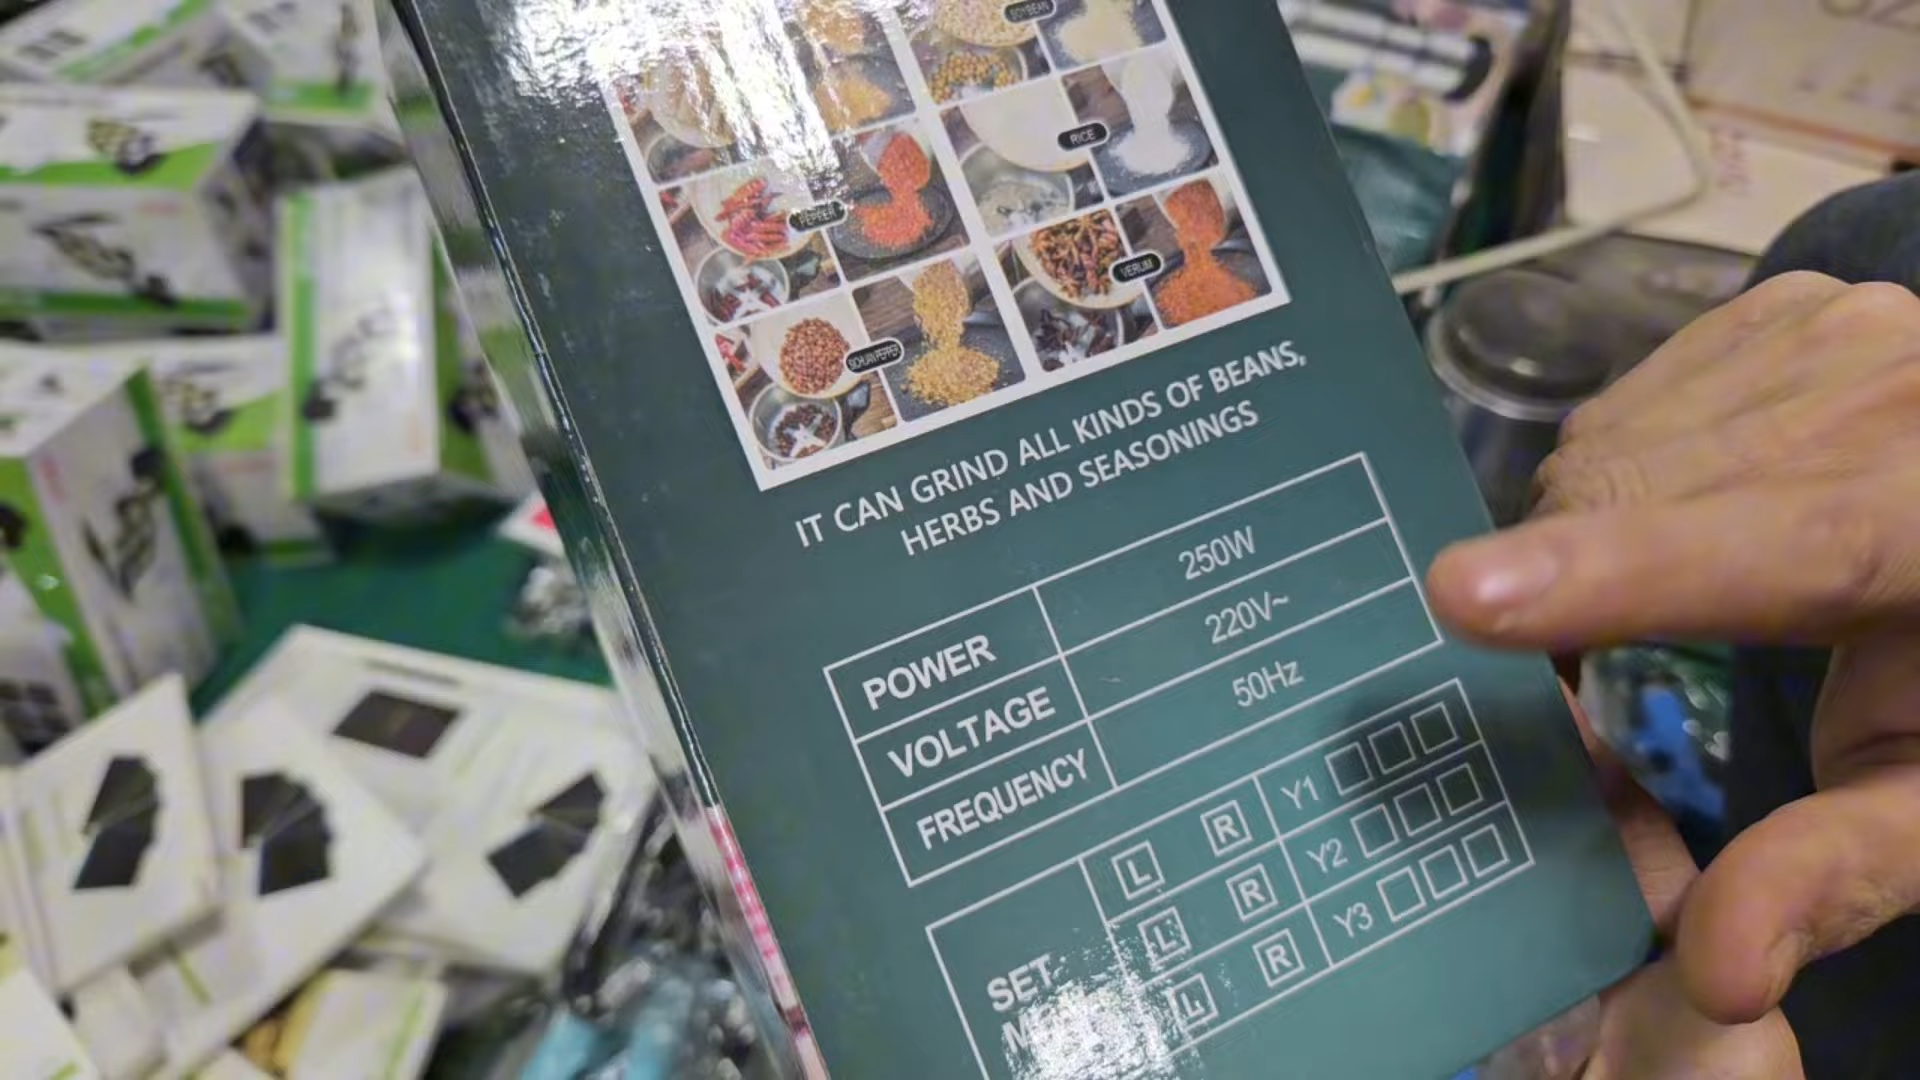 SOYBEAN
RICE
PEPPER
VERUM
SICHUAN PEPPER
IT CAN GRIND ALL KINDS OF BEANS,
HERBS AND SEASONINGS
POWER 250W
VOLTAGE 220V~
FREQUENCY 50Hz
L R Y1
L R Y2
SET
L R Y3